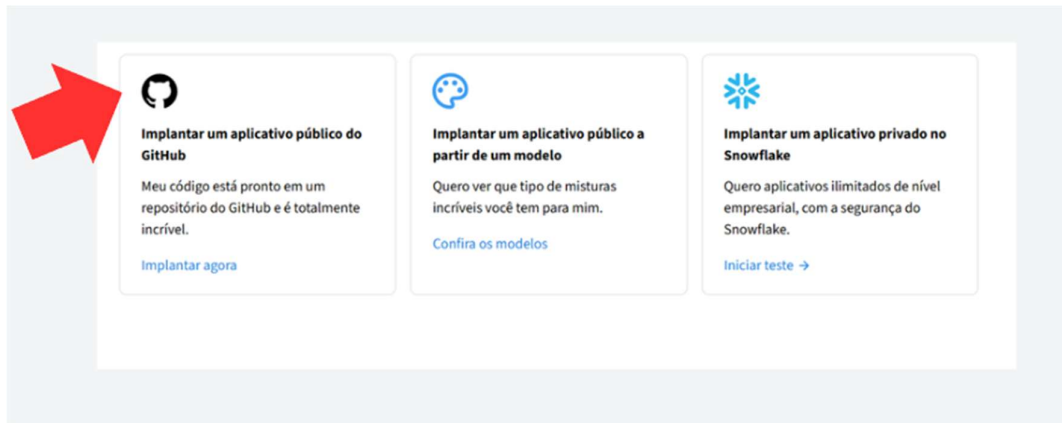 Implantar um aplicativo público do
GitHub
Meu código está pronto em um
repositório do GitHub e é totalmente
incrível.
Implantar agora
Implantar um aplicativo público a
partir de um modelo
Quero ver que tipo de misturas
incríveis você tem para mim.
Confira os modelos
Implantar um aplicativo privado no
Snowflake
Quero aplicativos ilimitados de nível
empresarial, com a segurança do
Snowflake.
Iniciar teste →